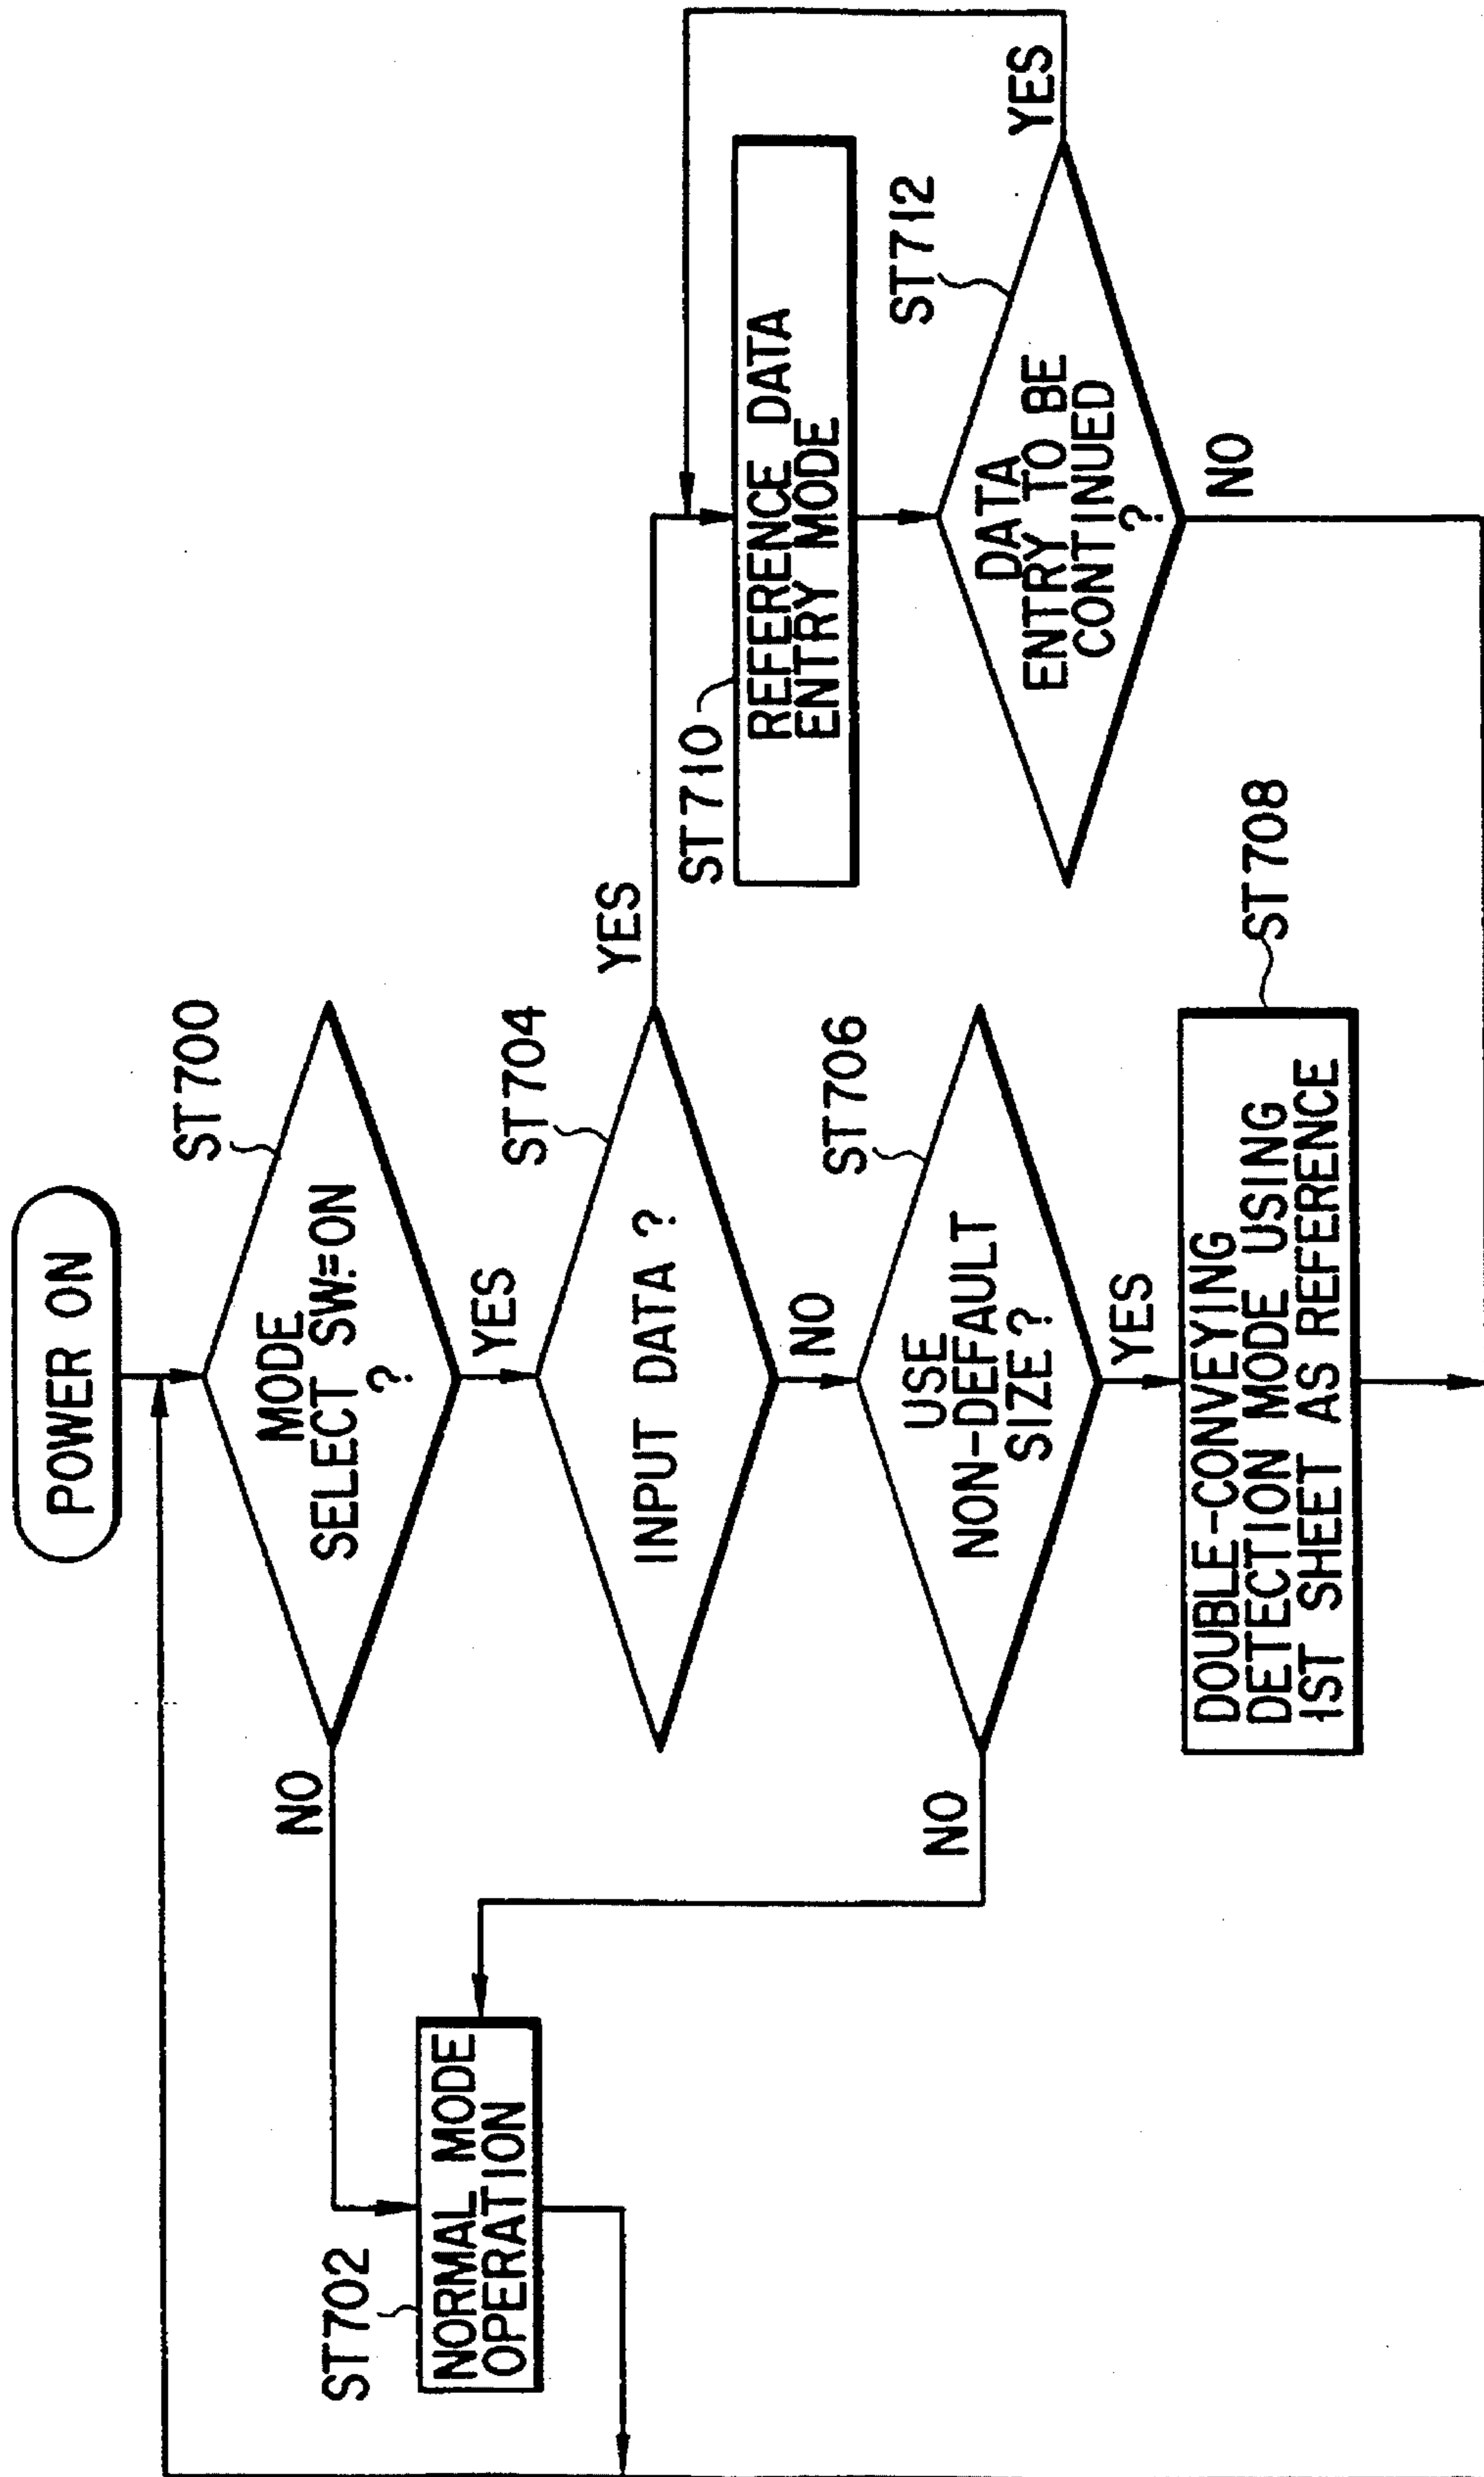 POWER ON
ST700
MODE
SELECT SW.=ON
?
NO
YES
ST702
NORMAL MODE
OPERATION
ST704
INPUT DATA ?
YES
NO
ST706
USE
NON-DEFAULT
SIZE ?
NO
YES
ST708
DOUBLE-CONVEYING
DETECTION MODE USING
1ST SHEET AS REFERENCE
ST710
REFERENCE DATA
ENTRY MODE
ST712
DATA
ENTRY TO BE
CONTINUED
?
YES
NO